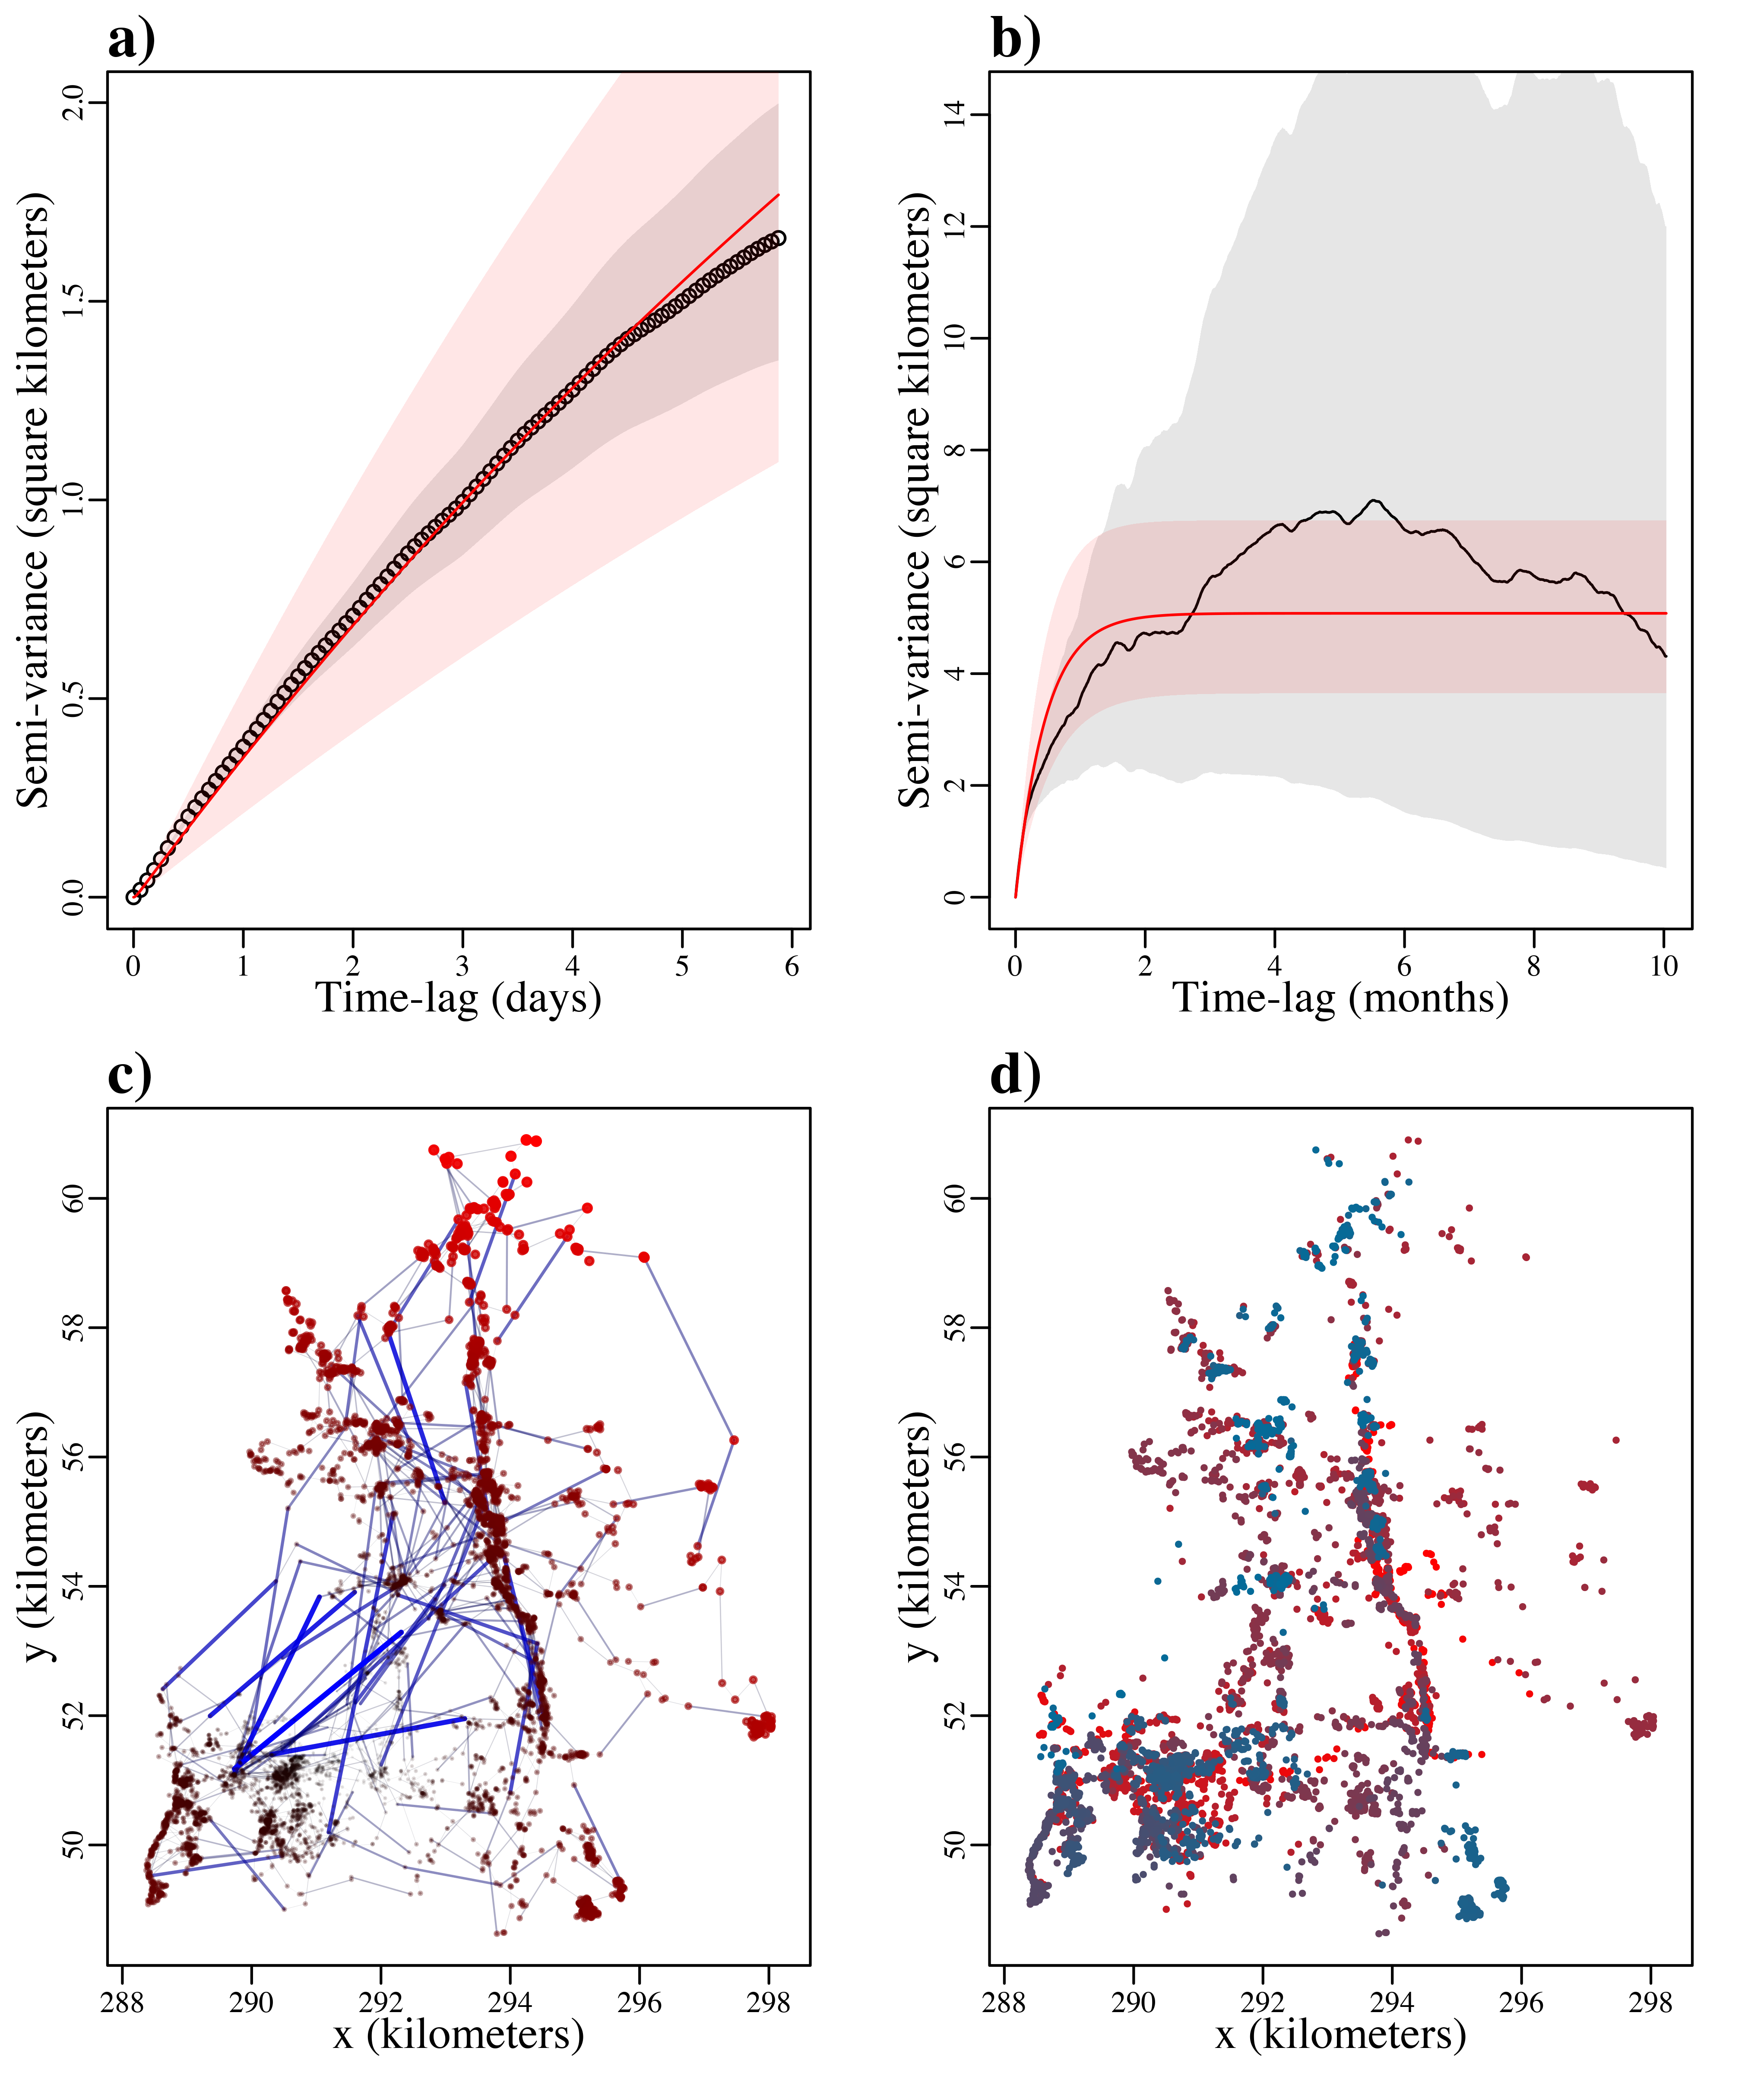 a)
Semi-variance (square kilometers)
2.0
1.5
1.0
0.5
0.0
0 1 2 3 4 5 6
Time-lag (days)
b)
Semi-variance (square kilometers)
14
12
10
8
6
4
2
0
0 2 4 6 8 10
Time-lag (months)
c)
y (kilometers)
60
58
56
54
52
50
288 290 292 294 296 298
x (kilometers)
d)
y (kilometers)
60
58
56
54
52
50
288 290 292 294 296 298
x (kilometers)